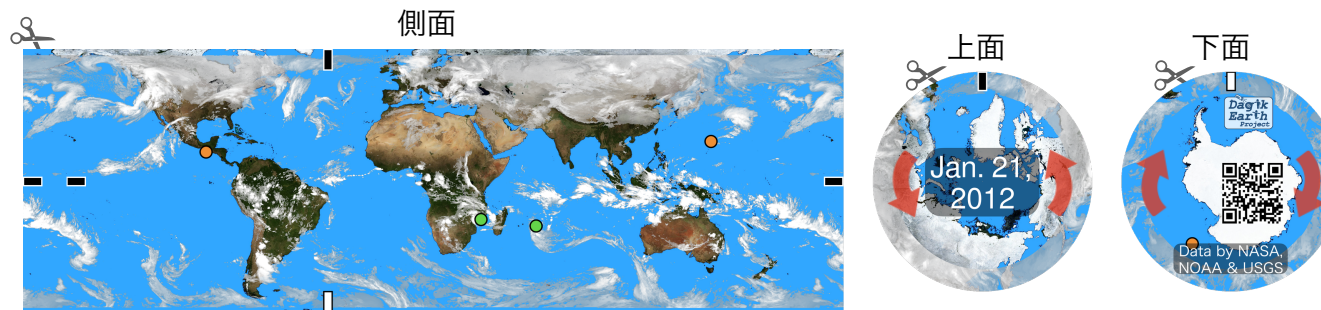 側面
上面
下面
Jan. 21,
2012
Dagik
Earth
Project
Data by NASA,
NOAA & USGS